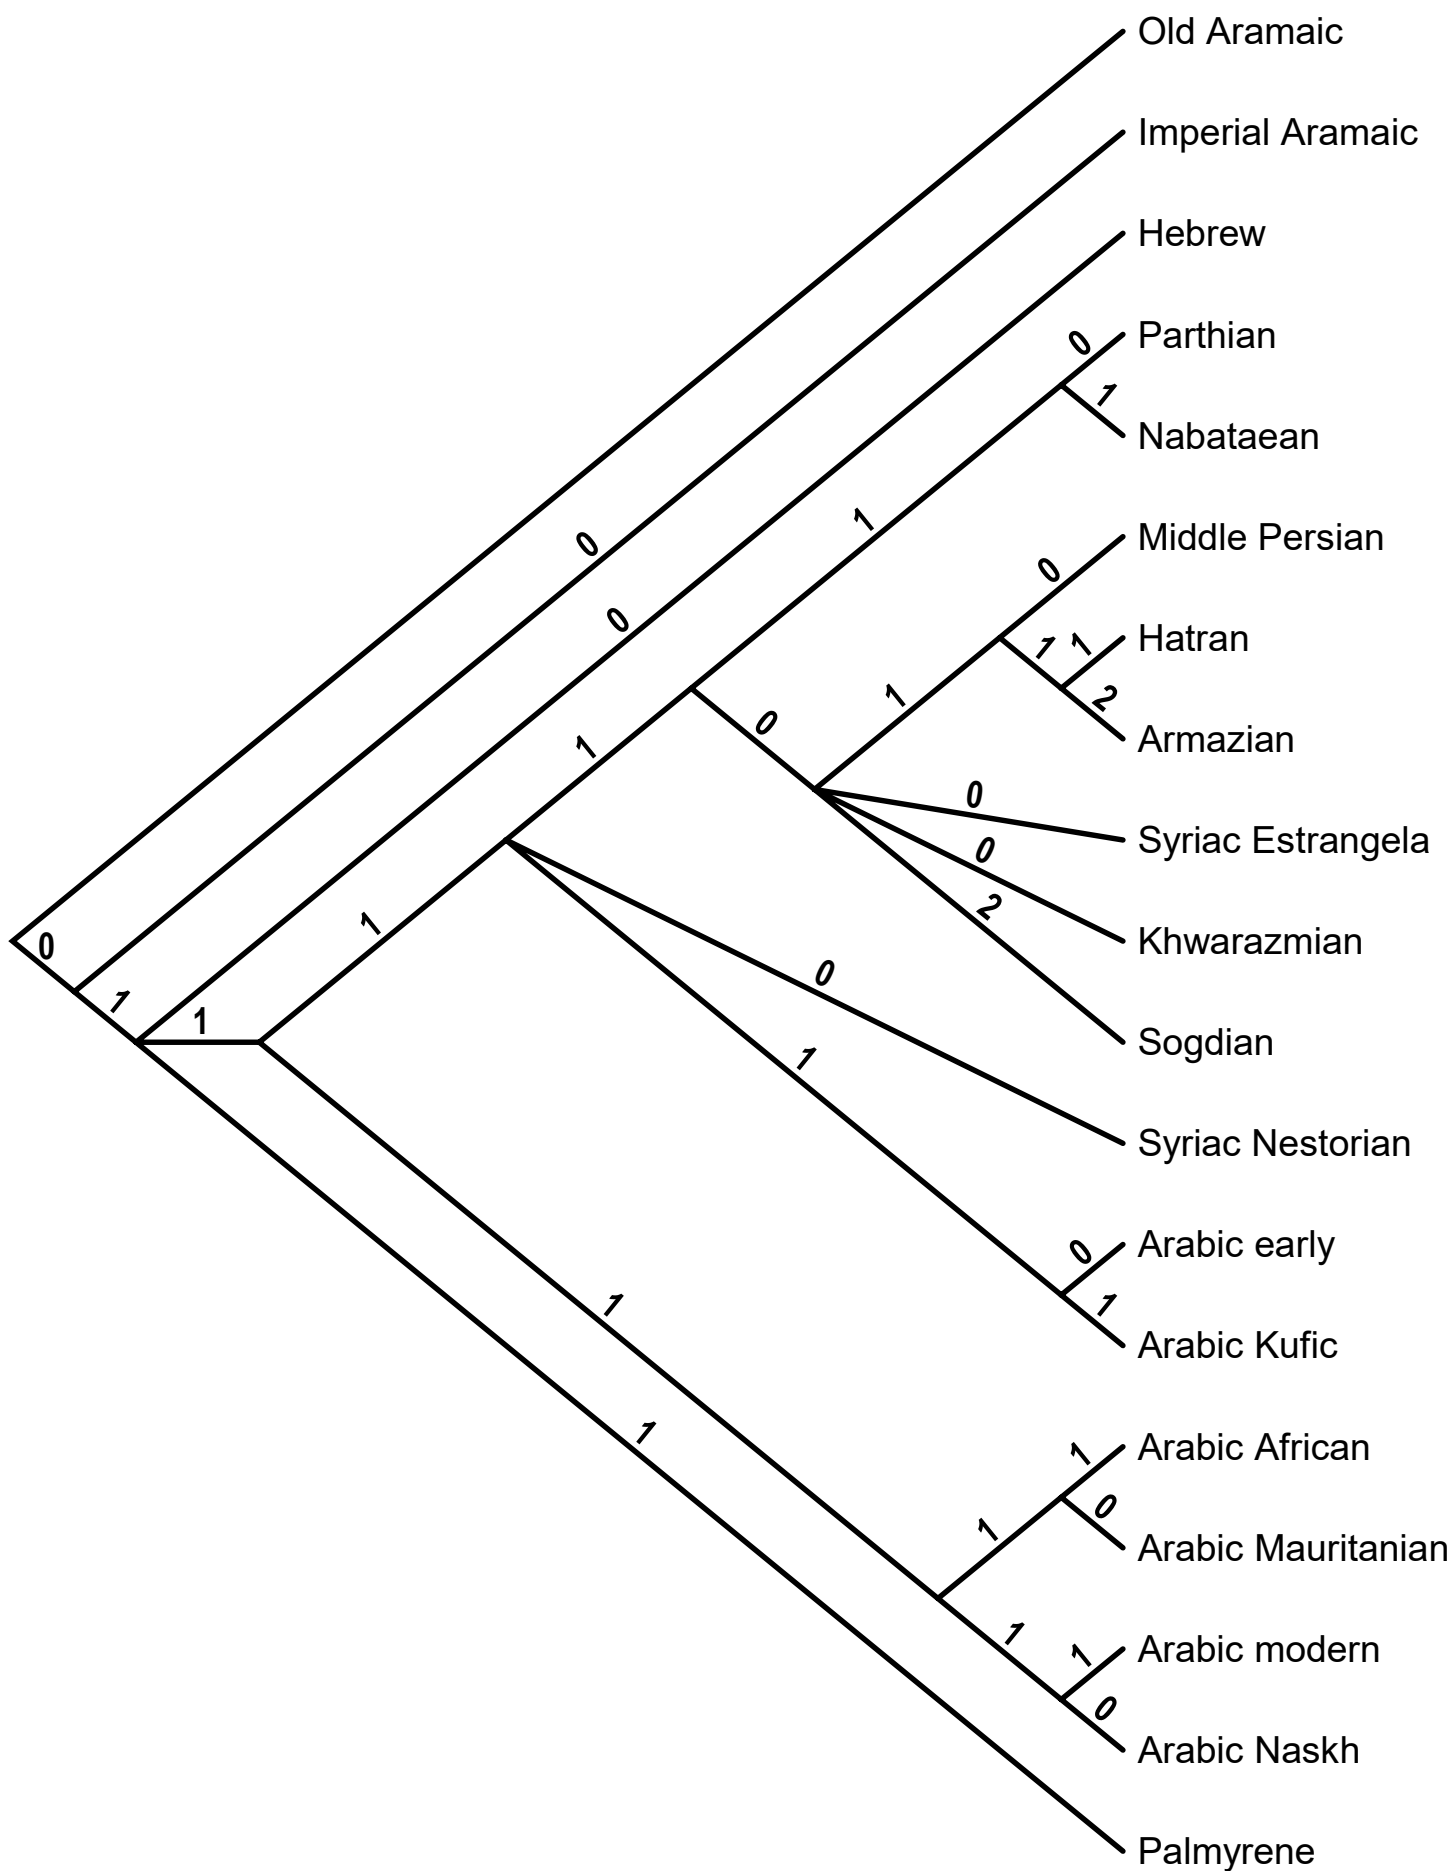 Old Aramaic
Imperial Aramaic
Hebrew
0 Parthian
1
Nabataean
1
Middle Persian
0
0
1 1 Hatran
0
2
1
Armazian
0
1
0
Syriac Estrangela
0
1
2
Khwarazmian
0
0
1
1
Sogdian
1
Syriac Nestorian
0 Arabic early
1
1
Arabic Kufic
1
1 Arabic African
0
1
Arabic Mauritanian
1
1 Arabic modern
0
Arabic Naskh
Palmyrene